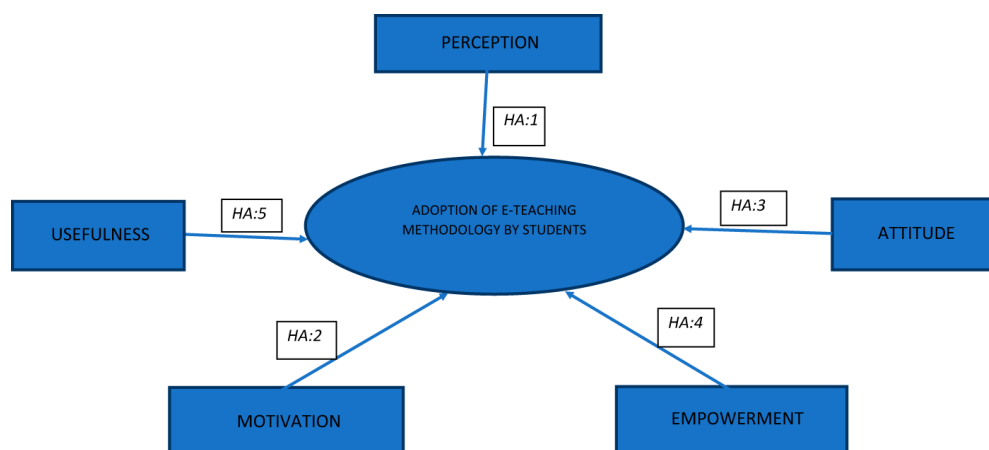 PERCEPTION
HA:1
HA:5
HA:3
USEFULNESS
ADOPTION OF E-TEACHING
METHODOLOGY BY STUDENTS
ATTITUDE
HA:2
HA:4
MOTIVATION
EMPOWERMENT